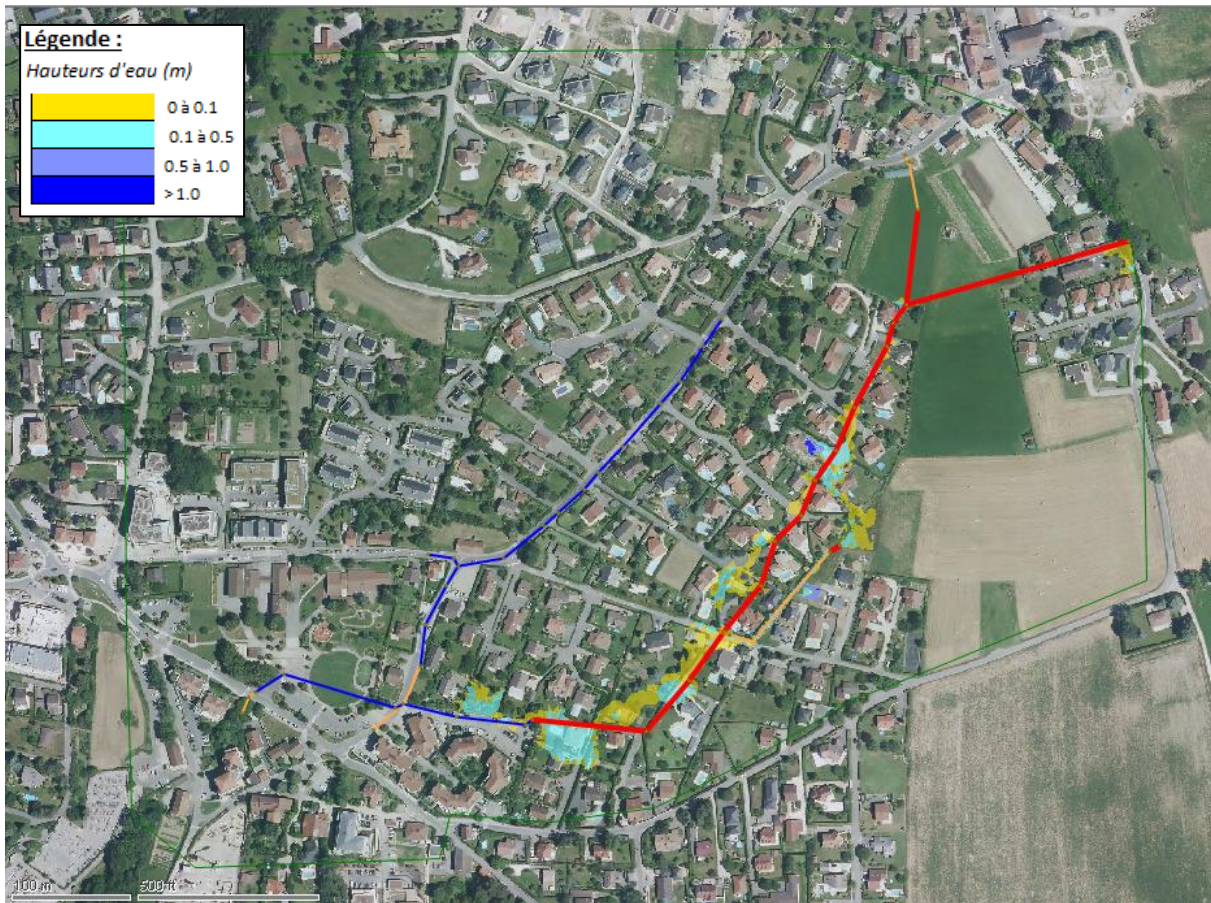 Légende :
Hauteurs d'eau (m)
0 à 0.1
0.1 à 0.5
0.5 à 1.0
> 1.0
100 m
500 ft